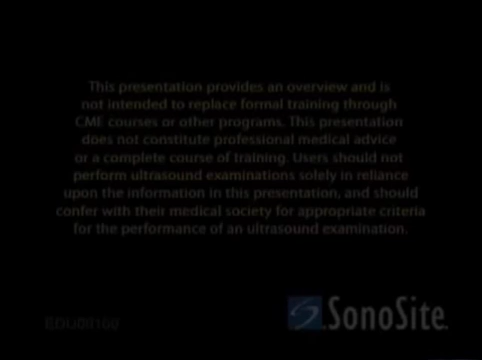 This presentation provides an overview and is
not intended to replace formal training through
CME courses or other programs. This presentation
does not constitute professional medical advice
or a complete course of training. Users should not
perform ultrasound examinations solely in reliance
upon the information in this presentation, and should
confer with their medical society for appropriate criteria
for the performance of an ultrasound examination.
EDU00160
SonoSite